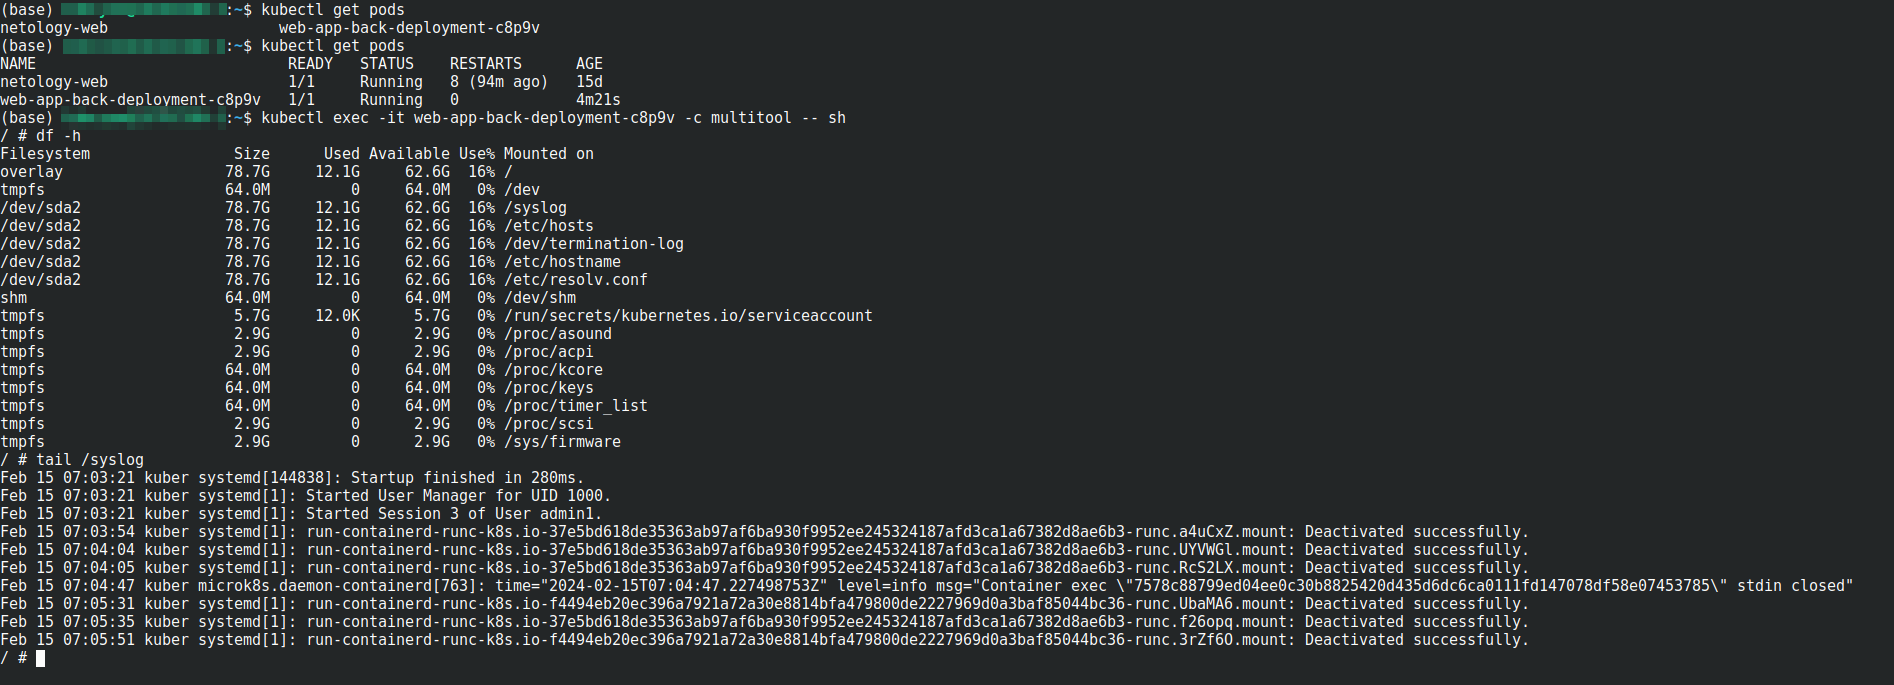 (base) :~$ kubectl get pods
netology-web                   web-app-back-deployment-c8p9v
(base) :~$ kubectl get pods
NAME                            READY   STATUS    RESTARTS      AGE
netology-web                    1/1     Running   8 (94m ago)   15d
web-app-back-deployment-c8p9v   1/1     Running   0             4m21s
(base) :~$ kubectl exec -it web-app-back-deployment-c8p9v -c multitool -- sh
/ # df -h
Filesystem                Size      Used Available Use% Mounted on
overlay                  78.7G     12.1G     62.6G  16% /
tmpfs                    64.0M         0     64.0M   0% /dev
/dev/sda2                78.7G     12.1G     62.6G  16% /syslog
/dev/sda2                78.7G     12.1G     62.6G  16% /etc/hosts
/dev/sda2                78.7G     12.1G     62.6G  16% /dev/termination-log
/dev/sda2                78.7G     12.1G     62.6G  16% /etc/hostname
/dev/sda2                78.7G     12.1G     62.6G  16% /etc/resolv.conf
shm                      64.0M         0     64.0M   0% /dev/shm
tmpfs                     5.7G     12.0K      5.7G   0% /run/secrets/kubernetes.io/serviceaccount
tmpfs                     2.9G         0      2.9G   0% /proc/asound
tmpfs                     2.9G         0      2.9G   0% /proc/acpi
tmpfs                    64.0M         0     64.0M   0% /proc/kcore
tmpfs                    64.0M         0     64.0M   0% /proc/keys
tmpfs                    64.0M         0     64.0M   0% /proc/timer_list
tmpfs                     2.9G         0      2.9G   0% /proc/scsi
tmpfs                     2.9G         0      2.9G   0% /sys/firmware
/ # tail /syslog
Feb 15 07:03:21 kuber systemd[144838]: Startup finished in 280ms.
Feb 15 07:03:21 kuber systemd[1]: Started User Manager for UID 1000.
Feb 15 07:03:21 kuber systemd[1]: Started Session 3 of User admin1.
Feb 15 07:03:54 kuber systemd[1]: run-containerd-runc-k8s.io-37e5bd618de35363ab97af6ba930f9952ee245324187afd3ca1a67382d8ae6b3-runc.a4uCxZ.mount: Deactivated successfully.
Feb 15 07:04:04 kuber systemd[1]: run-containerd-runc-k8s.io-37e5bd618de35363ab97af6ba930f9952ee245324187afd3ca1a67382d8ae6b3-runc.UYVWGl.mount: Deactivated successfully.
Feb 15 07:04:05 kuber systemd[1]: run-containerd-runc-k8s.io-37e5bd618de35363ab97af6ba930f9952ee245324187afd3ca1a67382d8ae6b3-runc.RcS2LX.mount: Deactivated successfully.
Feb 15 07:04:47 kuber microk8s.daemon-containerd[763]: time="2024-02-15T07:04:47.227498753Z" level=info msg="Container exec \"7578c88799ed04ee0c30b8825420d435d6dc6ca0111fd147078df58e07453785\" stdin closed"
Feb 15 07:05:31 kuber systemd[1]: run-containerd-runc-k8s.io-f4494eb20ec396a7921a72a30e8814bfa479800de2227969d0a3baf85044bc36-runc.UbaMA6.mount: Deactivated successfully.
Feb 15 07:05:35 kuber systemd[1]: run-containerd-runc-k8s.io-f4494eb20ec396a7921a72a30e8814bfa479800de2227969d0a3baf85044bc36-runc.f26opq.mount: Deactivated successfully.
Feb 15 07:05:51 kuber systemd[1]: run-containerd-runc-k8s.io-f4494eb20ec396a7921a72a30e8814bfa479800de2227969d0a3baf85044bc36-runc.3rZf6O.mount: Deactivated successfully.
/ #